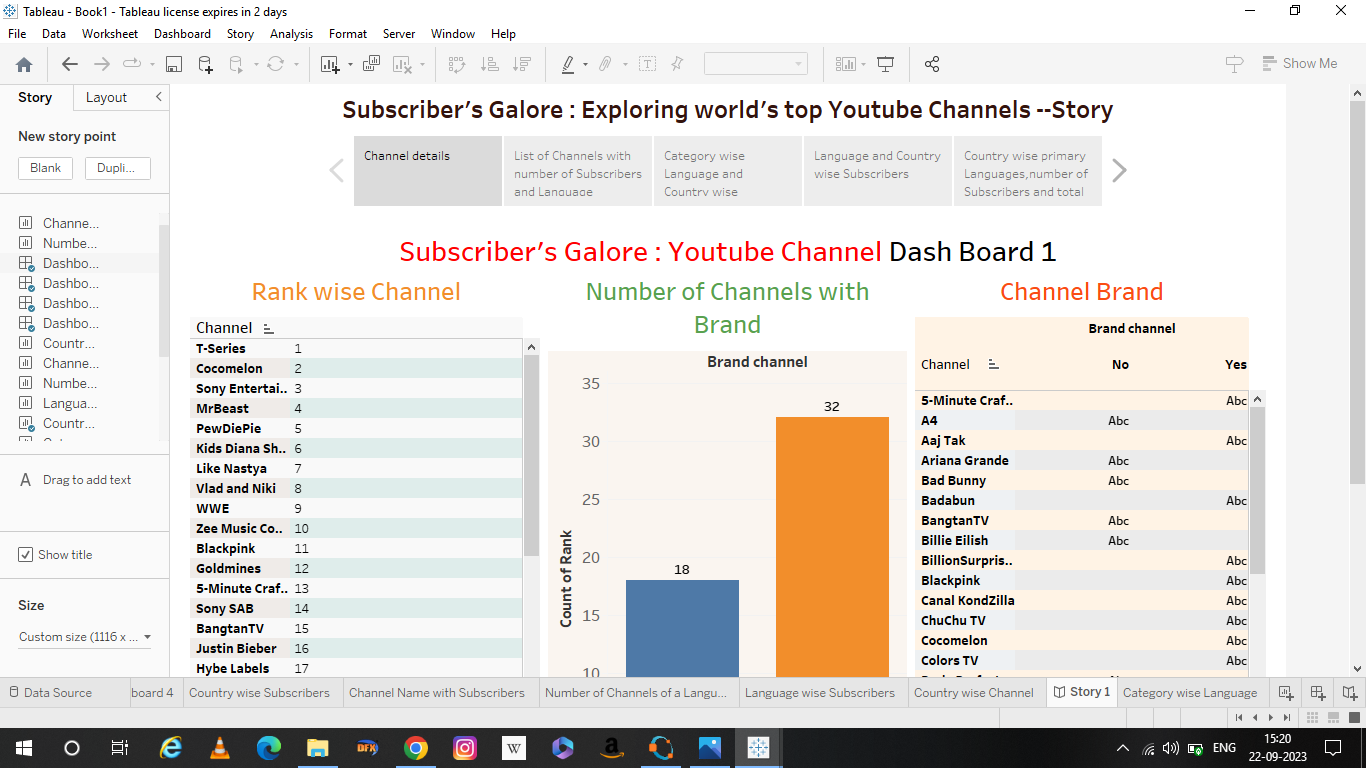 Tableau - Book1 - Tableau license expires in 2 days
File Data Worksheet Dashboard Story Analysis Format Server Window Help
Show Me
Story Layout
New story point
Blank Dupli...
Channe...
Numbe...
Dashbo...
Dashbo...
Dashbo...
Dashbo...
Countr...
Channe...
Numbe...
Langua...
Countr...
A Drag to add text
Show title
Size
Custom size (1116 x ...
Subscriber's Galore : Exploring world's top Youtube Channels --Story
Channel details
List of Channels with
number of Subscribers
and Language
Category wise
Language and
Country wise
Language and Country
wise Subscribers
Country wise primary
Languages,number of
Subscribers and total
Subscriber's Galore : Youtube Channel Dash Board 1
Rank wise Channel
Channel
T-Series 1
Cocomelon 2
Sony Entertai.. 3
MrBeast 4
PewDiePie 5
Kids Diana Sh.. 6
Like Nastya 7
Vlad and Niki 8
WWE 9
Zee Music Co.. 10
Blackpink 11
Goldmines 12
5-Minute Craf.. 13
Sony SAB 14
BangtanTV 15
Justin Bieber 16
Hybe Labels 17
Number of Channels with
Brand
Brand channel
35
32
30
25
20
18
15
10
Count of Rank
Channel Brand
Brand channel
Channel No Yes
5-Minute Craf.. Abc
A4 Abc
Aaj Tak Abc
Ariana Grande Abc
Bad Bunny Abc
Badabun Abc
BangtanTV Abc
Billie Eilish Abc
BillionSurpris.. Abc
Blackpink Abc
Canal KondZilla Abc
ChuChu TV Abc
Cocomelon Abc
Colors TV Abc
Data Source board 4 Country wise Subscribers Channel Name with Subscribers Number of Channels of a Langu... Language wise Subscribers Country wise Channel Story 1 Category wise Language
DFX W a ENG
15:20
22-09-2023